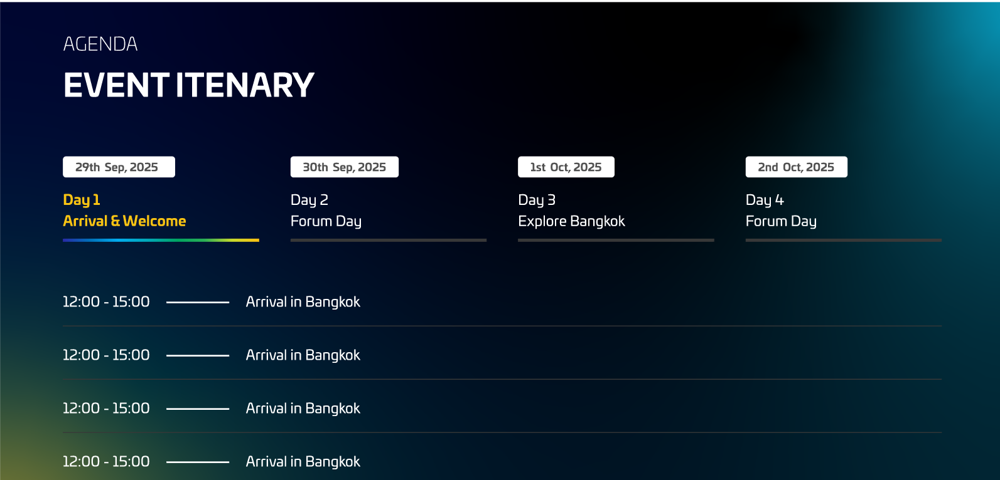 AGENDA
EVENT ITENARY
29th Sep, 2025
30th Sep, 2025
1st Oct, 2025
2nd Oct, 2025
Day 1
Arrival & Welcome
Day 2
Forum Day
Day 3
Explore Bangkok
Day 4
Forum Day
12:00 - 15:00 Arrival in Bangkok
12:00 - 15:00 Arrival in Bangkok
12:00 - 15:00 Arrival in Bangkok
12:00 - 15:00 Arrival in Bangkok